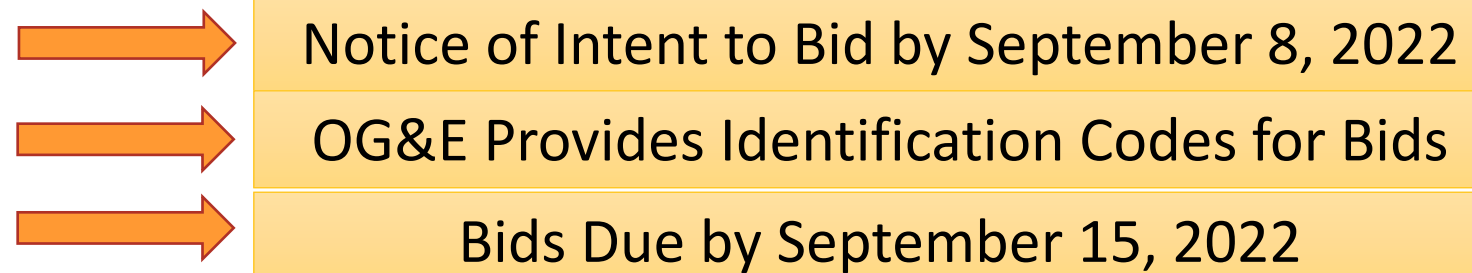 Notice of Intent to Bid by September 8, 2022
OG&E Provides Identification Codes for Bids
Bids Due by September 15, 2022